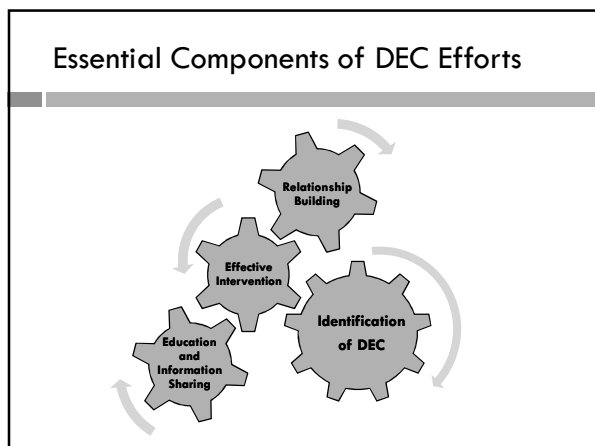 Essential Components of DEC Efforts
Relationship
Building
Effective
Intervention
Identification
of DEC
Education
and
Information
Sharing